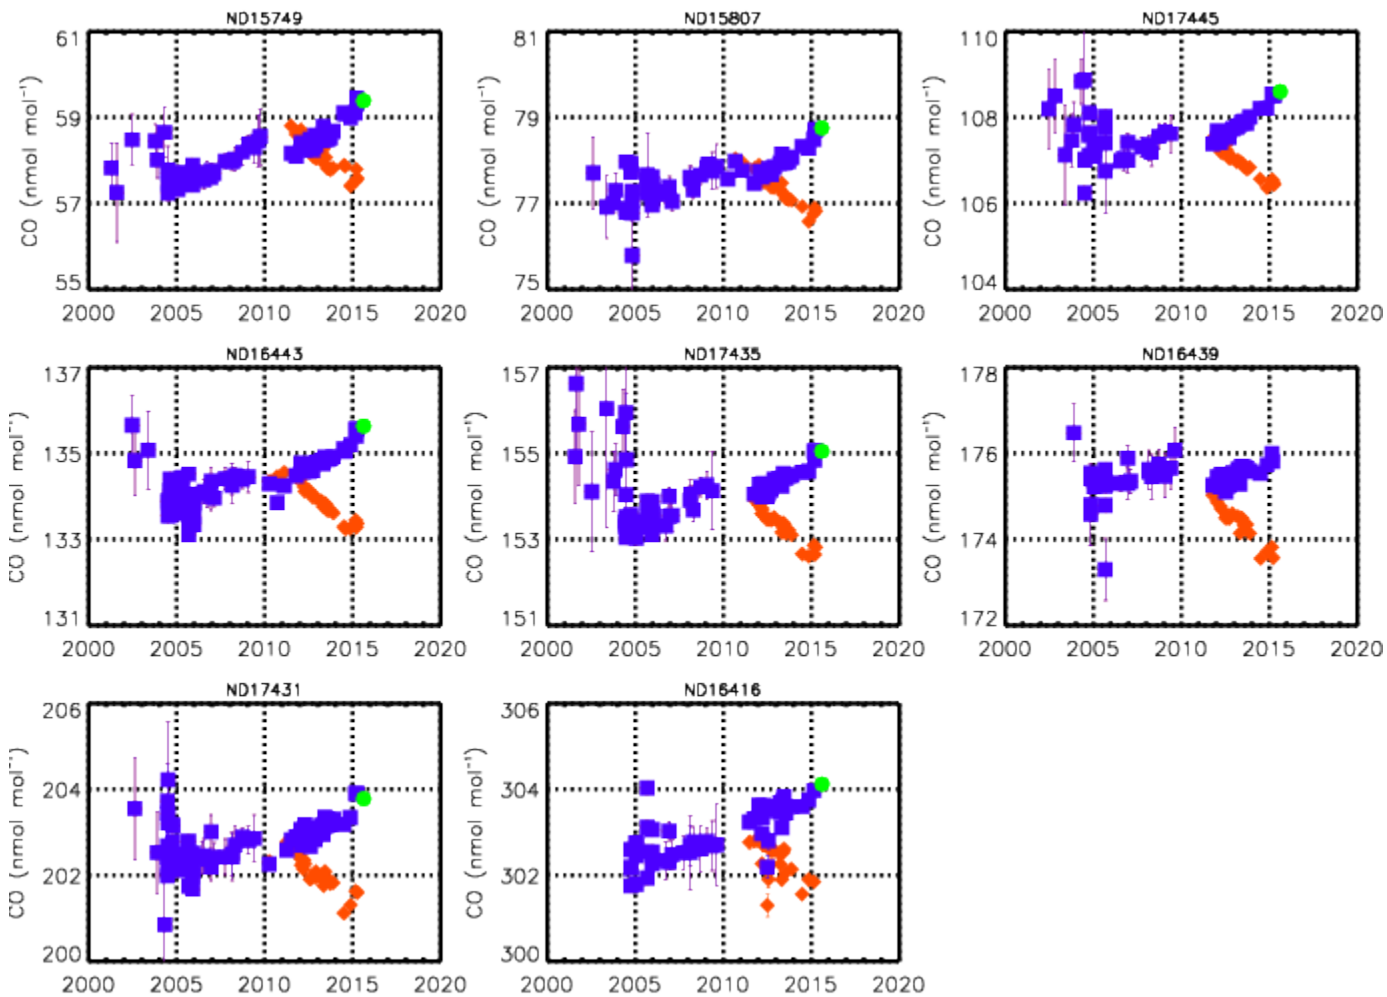 ND15749
CO (nmol mol⁻¹)
61
59
57
55
2000 2005 2010 2015 2020
ND15807
CO (nmol mol⁻¹)
81
79
77
75
2000 2005 2010 2015 2020
ND17445
CO (nmol mol⁻¹)
110
108
106
104
2000 2005 2010 2015 2020
ND16443
CO (nmol mol⁻¹)
137
135
133
131
2000 2005 2010 2015 2020
ND17435
CO (nmol mol⁻¹)
157
155
153
151
2000 2005 2010 2015 2020
ND16439
CO (nmol mol⁻¹)
178
176
174
172
2000 2005 2010 2015 2020
ND17431
CO (nmol mol⁻¹)
206
204
202
200
2000 2005 2010 2015 2020
ND16416
CO (nmol mol⁻¹)
306
304
302
300
2000 2005 2010 2015 2020